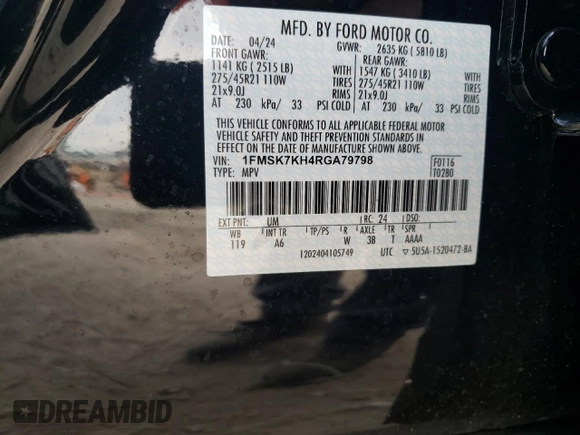 MFD. BY FORD MOTOR CO.
DATE: 04/24 GVWR: 2635 KG ( 5810 LB)
FRONT GAWR: REAR GAWR:
1141 KG ( 2515 LB) 1547 KG ( 3410 LB)
275/45R21 110W TIRES 275/45R21 110W TIRES
21x9.0J RIMS 21x9.0J RIMS
AT 230 kPa/ 33 PSI COLD AT 230 kPa/ 33 PSI COLD
THIS VEHICLE CONFORMS TO ALL APPLICABLE FEDERAL MOTOR
VEHICLE SAFETY, BUMPER, AND THEFT PREVENTION STANDARDS IN
EFFECT ON THE DATE OF MANUFACTURE SHOWN ABOVE.
VIN: 1FMSK7KH4RGA79798 F0116
TYPE: MPV T0280
EXT PNT: UM RC: 24 DSO:
WB INT TR TP/PS R AXLE TR SPR
119 A6 W 3B T AAAA
1202404105749 UTC ▽ 5U5A-1520472-BA
DREAMBID